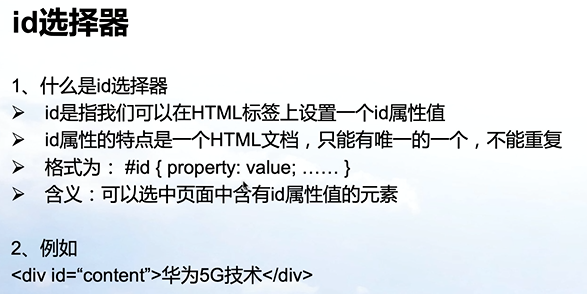 id选择器
1、什么是id选择器
➢ id是指我们可以在HTML标签上设置一个id属性值
➢ id属性的特点是一个HTML文档，只能有唯一的一个，不能重复
➢ 格式为： #id { property: value; …… }
➢ 含义：可以选中页面中含有id属性值的元素
2、例如
<div id=“content”>华为5G技术</div>